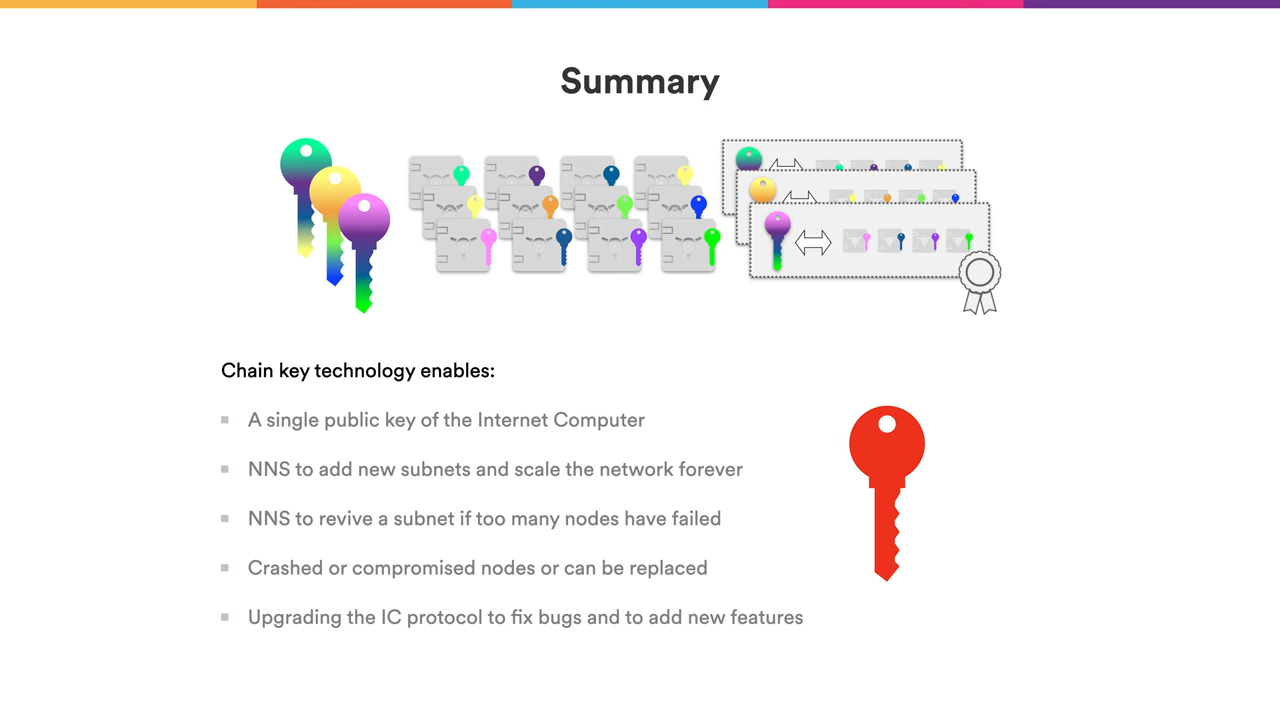 Summary
Chain key technology enables:
A single public key of the Internet Computer
NNS to add new subnets and scale the network forever
NNS to revive a subnet if too many nodes have failed
Crashed or compromised nodes or can be replaced
Upgrading the IC protocol to fix bugs and to add new features